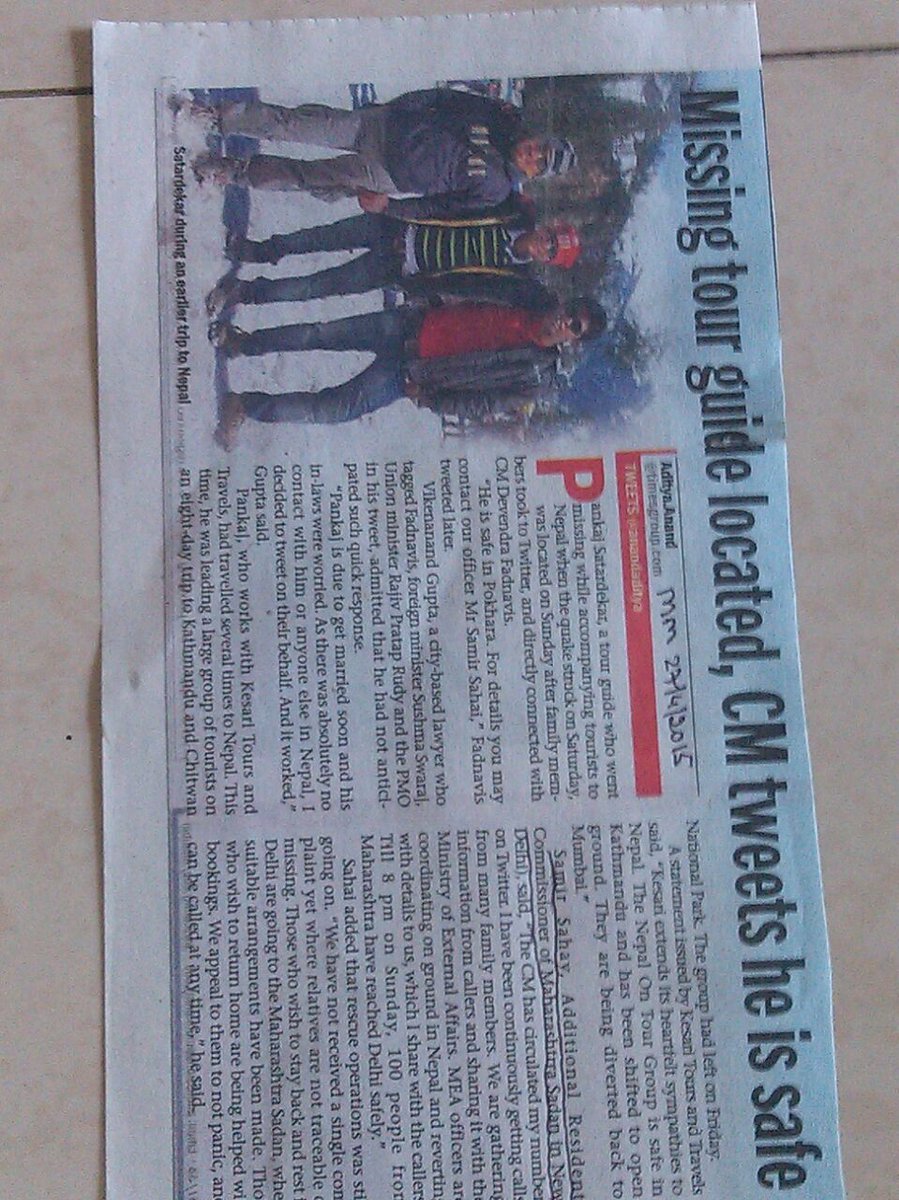 Missing tour guide located, CM tweets he is safe
Satardekar during an earlier trip to Nepal
Aditya.Anand
@timesgroup.com
MM 27/4/2015
TWEETS @anandaditya
Pankaj Satardekar, a tour guide who went
missing while accompanying tourists to
Nepal when the quake struck on Saturday,
was located on Sunday after family mem-
bers took to Twitter, and directly connected with
CM Devendra Fadnavis.
"He is safe in Pokhara. For details you may
contact our officer Mr Samir Sahai," Fadnavis
tweeted later.
Vikenanand Gupta, a city-based lawyer who
tagged Fadnavis, foreign minister Sushma Swaraj,
Union minister Rajiv Pratap Rudy and the PMO
in his tweet, admitted that he had not antici-
pated such quick response.
"Pankaj is due to get married soon and his
in-laws were worried. As there was absolutely no
contact with him or anyone else in Nepal, I
decided to tweet on their behalf. And it worked,"
Gupta said.
Pankaj, who works with Kesari Tours and
Travels, had travelled several times to Nepal. This
time, he was leading a large group of tourists on
an eight-day trip to Kathmandu and Chitwan
National Park. The group had left on Friday.
A statement issued by Kesari Tours and Travels
said, "Kesari extends its heartfelt sympathies to
Nepal. The Nepal On Tour Group is safe in
Kathmandu and has been shifted to open
ground. They are being diverted back to
Mumbai."
Samir Sahay, Additional Resident
Commissioner of Maharashtra Sadan in New
Delhi), said, "The CM has circulated my number
on Twitter. I have been continuously getting calls
from many family members. We are gathering
information from callers and sharing it with the
Ministry of External Affairs. MEA officers are
coordinating on ground in Nepal and reverting
with details to us, which I share with the callers.
Till 8 pm on Sunday, 100 people from
Maharashtra have reached Delhi safely."
Sahai added that rescue operations was sti
going on. "We have not received a single com
plaint yet where relatives are not traceable o
missing. Those who wish to stay back and rest i
Delhi are going to the Maharashtra Sadan, whe
suitable arrangements have been made. Tho
who wish to return home are being helped wi
bookings. We appeal to them to not panic, and
can be called at any time," he said.